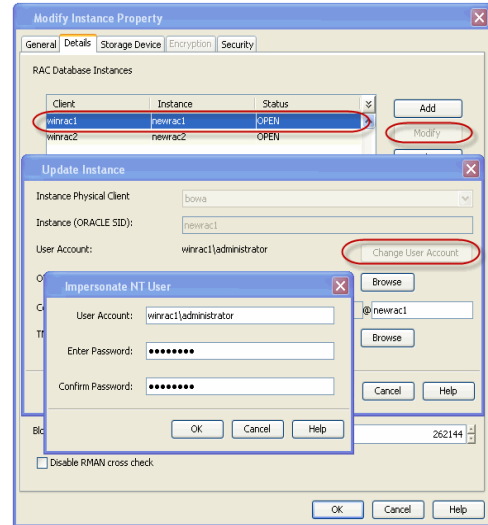 Modify Instance Property
General Details Storage Device Encryption Security
RAC Database Instances
Client Instance Status
winrac1 newrac1 OPEN
winrac2 newrac2 OPEN
Add
Modify
Update Instance
Instance Physical Client bowa
Instance (ORACLE SID): newrac1
User Account: winrac1\administrator Change User Account
Browse
@ newrac1
Browse
Cancel Help
Impersonate NT User
User Account: winrac1\administrator
Enter Password: ●●●●●●●●
Confirm Password: ●●●●●●●●
OK Cancel Help
262144
Disable RMAN cross check
OK Cancel Help